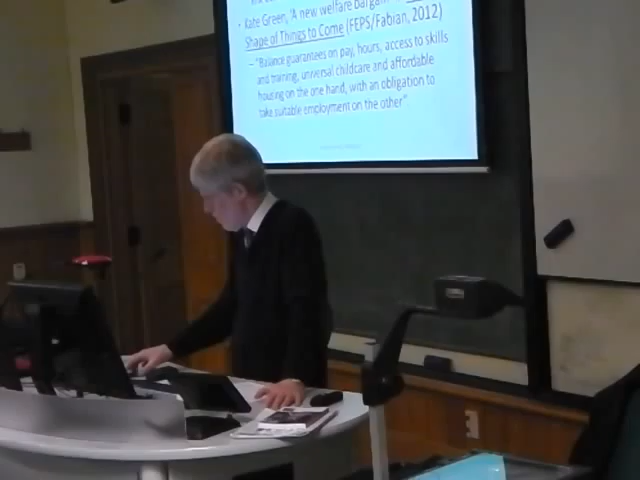 Kate Green, 'A new welfare bargain'
Shape of Things to Come (FEPS/Fabian, 2012)
– "Balance guarantees on pay, hours, access to skills
and training, universal childcare and affordable
housing on the one hand, with an obligation to
take suitable employment on the other"